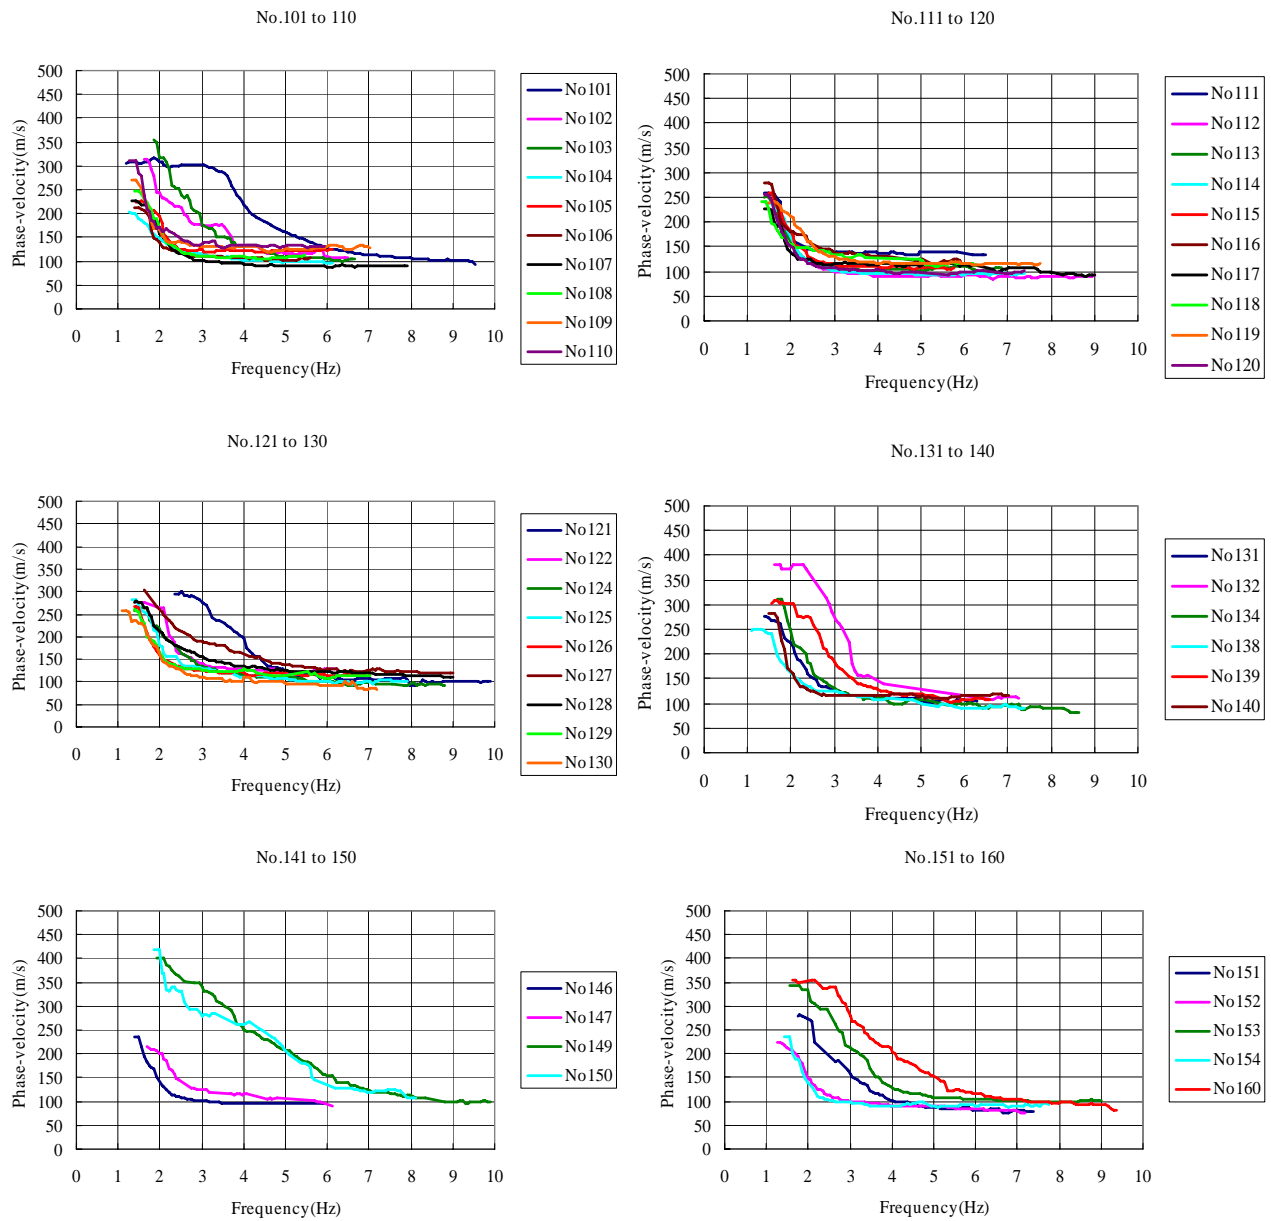 No.101 to 110
500
450
400
350
300
250
200
150
100
50
0
Phase-velocity(m/s)
0 1 2 3 4 5 6 7 8 9 10
Frequency(Hz)
No101
No102
No103
No104
No105
No106
No107
No108
No109
No110
No.111 to 120
500
450
400
350
300
250
200
150
100
50
0
Phase-velocity(m/s)
0 1 2 3 4 5 6 7 8 9 10
Frequency(Hz)
No111
No112
No113
No114
No115
No116
No117
No118
No119
No120
No.121 to 130
500
450
400
350
300
250
200
150
100
50
0
Phase-velocity(m/s)
0 1 2 3 4 5 6 7 8 9 10
Frequency(Hz)
No121
No122
No124
No125
No126
No127
No128
No129
No130
No.131 to 140
500
450
400
350
300
250
200
150
100
50
0
Phase-velocity(m/s)
0 1 2 3 4 5 6 7 8 9 10
Frequency(Hz)
No131
No132
No134
No138
No139
No140
No.141 to 150
500
450
400
350
300
250
200
150
100
50
0
Phase-velocity(m/s)
0 1 2 3 4 5 6 7 8 9 10
Frequency(Hz)
No146
No147
No149
No150
No.151 to 160
500
450
400
350
300
250
200
150
100
50
0
Phase-velocity(m/s)
0 1 2 3 4 5 6 7 8 9 10
Frequency(Hz)
No151
No152
No153
No154
No160